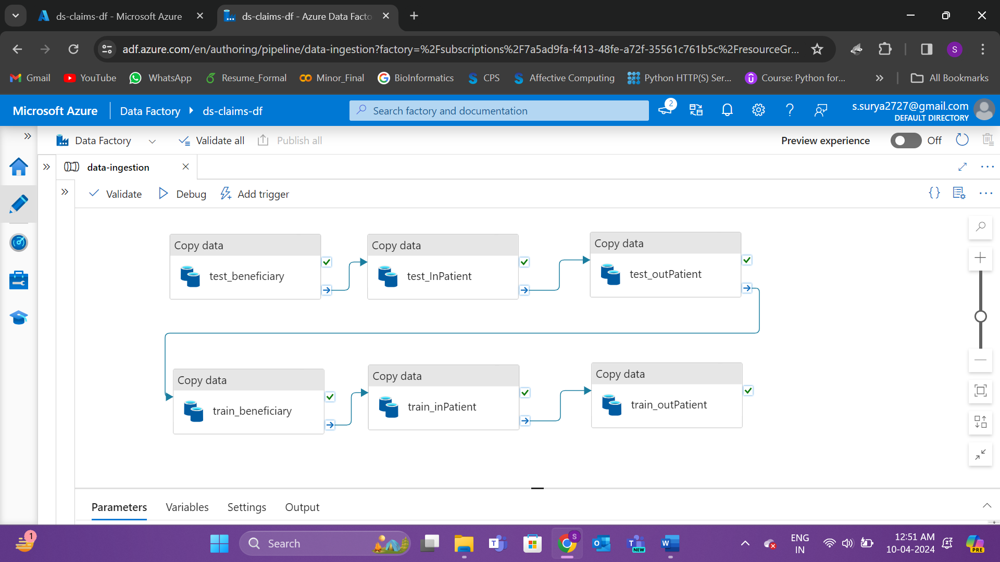 ds-claims-df - Microsoft Azure
ds-claims-df - Azure Data Facto
adf.azure.com/en/authoring/pipeline/data-ingestion?factory=%2Fsubscriptions%2F7a5ad9fa-f413-48fe-a72f-35561c761b5c%2FresourceGr...
S
Gmail
YouTube
WhatsApp
Resume_Formal
Minor_Final
BioInformatics
CPS
Affective Computing
Python HTTP(S) Ser...
Course: Python for...
All Bookmarks
Microsoft Azure
Data Factory
ds-claims-df
Search factory and documentation
2
s.surya2727@gmail.com
DEFAULT DIRECTORY
Data Factory
Validate all
Publish all
Preview experience
Off
data-ingestion
Validate
Debug
Add trigger
Copy data
test_beneficiary
Copy data
test_InPatient
Copy data
test_outPatient
Copy data
train_beneficiary
Copy data
train_inPatient
Copy data
train_outPatient
Parameters
Variables
Settings
Output
1
Search
S
NEW
ENG
IN
12:51 AM
10-04-2024
PRE